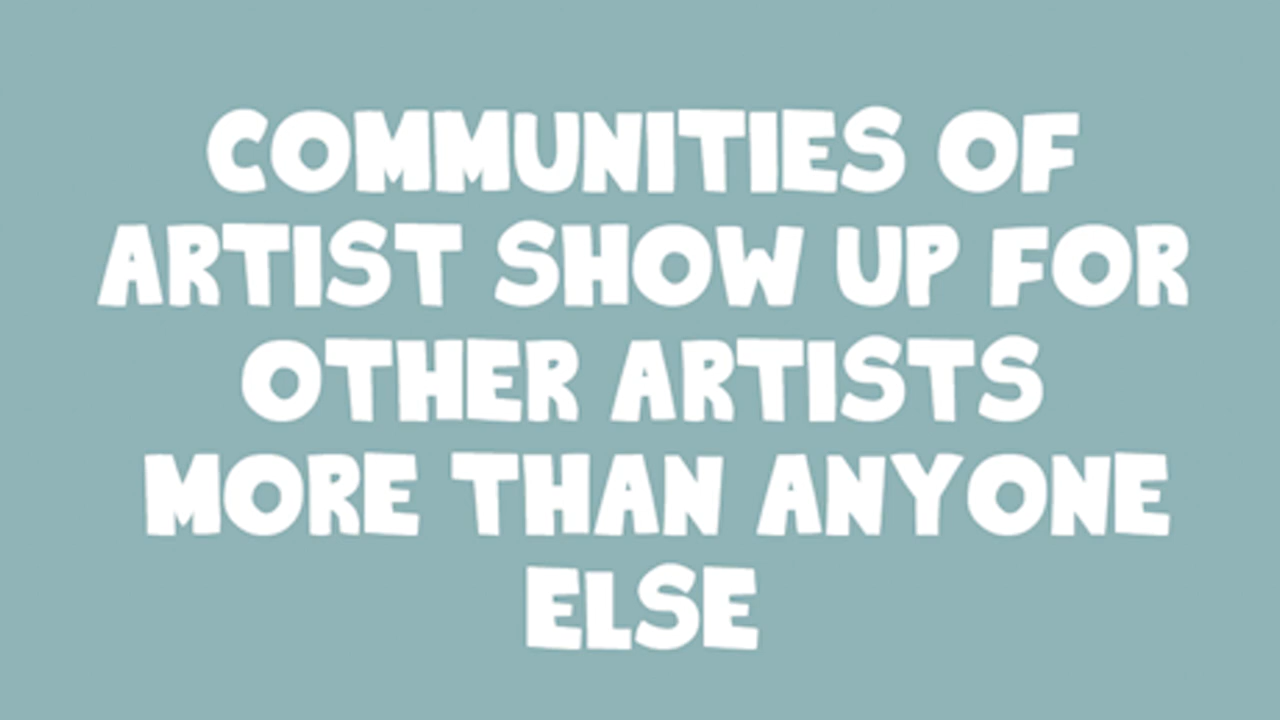 COMMUNITIES OF
ARTIST SHOW UP FOR
OTHER ARTISTS
MORE THAN ANYONE
ELSE